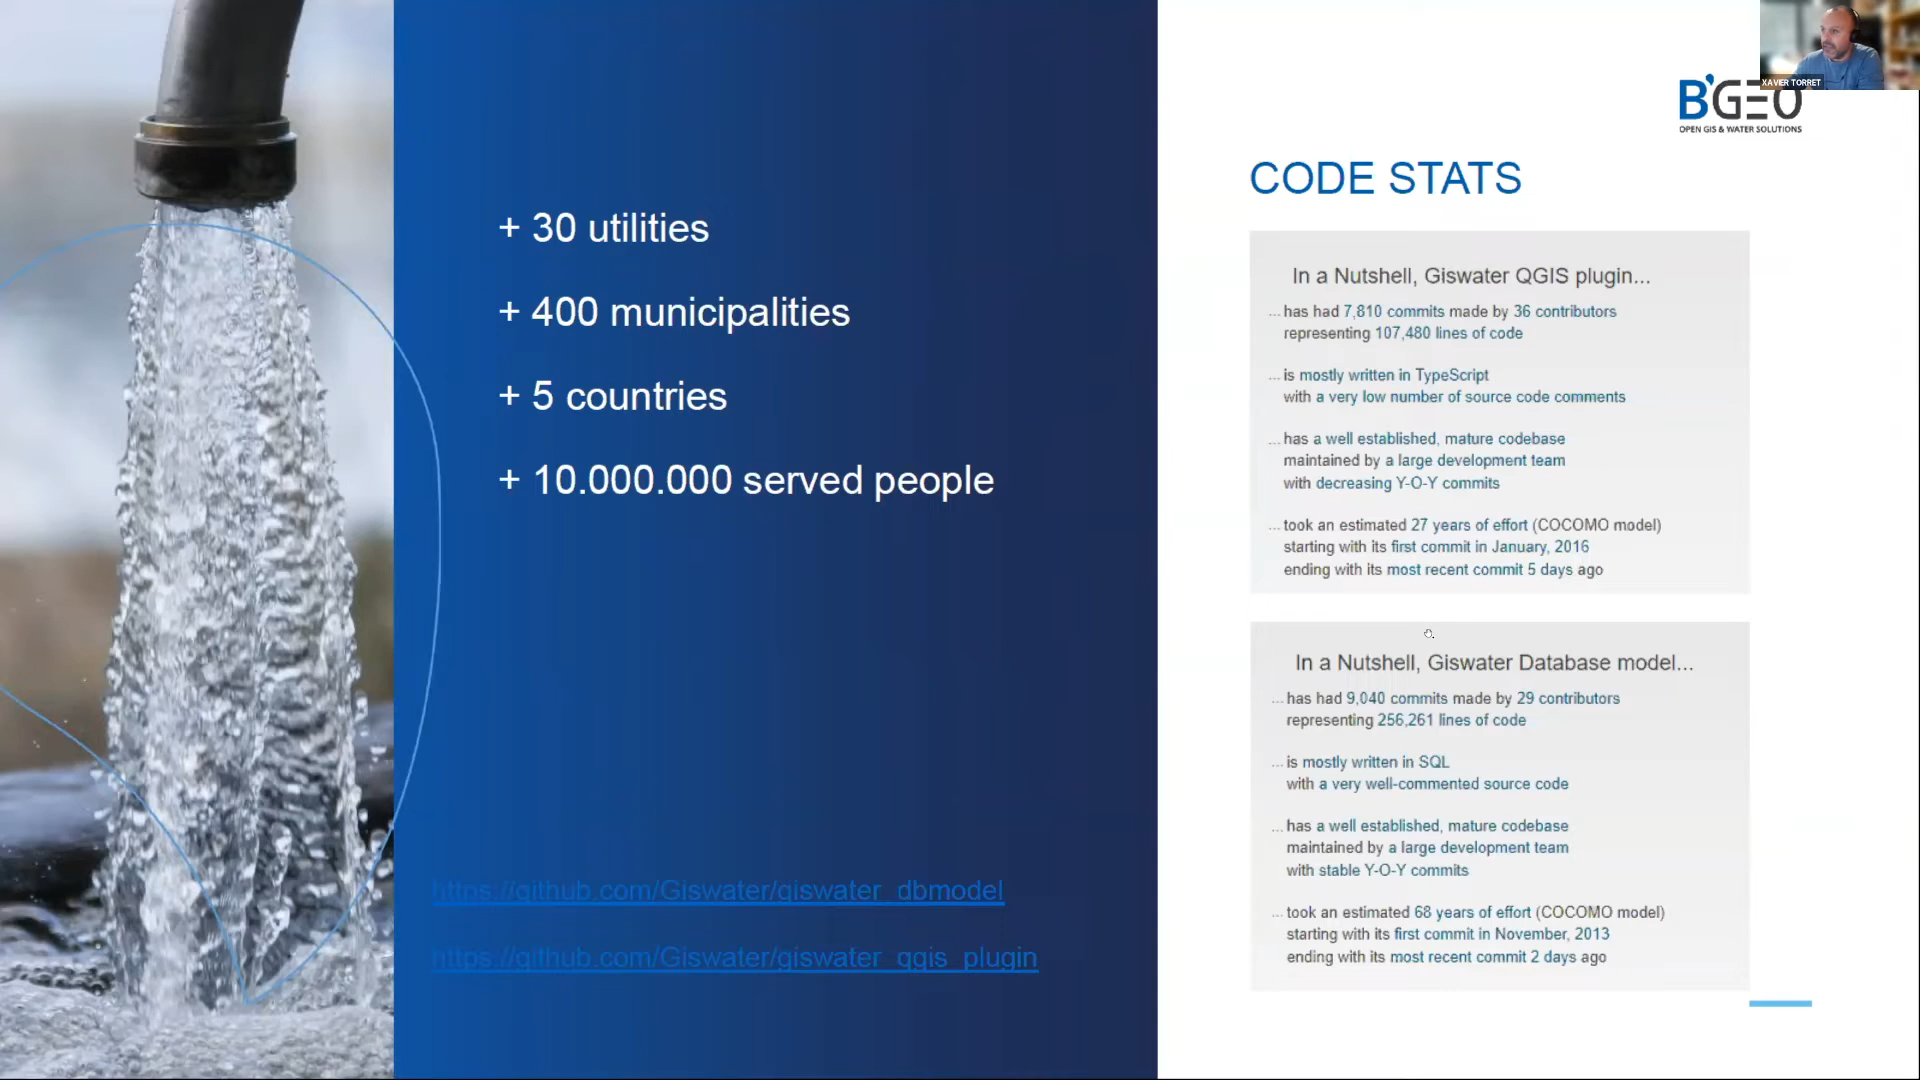 XAVIER TORRET
B'GEO
OPEN GIS & WATER SOLUTIONS
+ 30 utilities
+ 400 municipalities
+ 5 countries
+ 10.000.000 served people
https://github.com/Giswater/giswater_dbmodel
https://github.com/Giswater/giswater_qgis_plugin
CODE STATS
In a Nutshell, Giswater QGIS plugin...
... has had 7,810 commits made by 36 contributors
representing 107,480 lines of code
... is mostly written in TypeScript
with a very low number of source code comments
... has a well established, mature codebase
maintained by a large development team
with decreasing Y-O-Y commits
... took an estimated 27 years of effort (COCOMO model)
starting with its first commit in January, 2016
ending with its most recent commit 5 days ago
In a Nutshell, Giswater Database model...
... has had 9,040 commits made by 29 contributors
representing 256,261 lines of code
... is mostly written in SQL
with a very well-commented source code
... has a well established, mature codebase
maintained by a large development team
with stable Y-O-Y commits
... took an estimated 68 years of effort (COCOMO model)
starting with its first commit in November, 2013
ending with its most recent commit 2 days ago